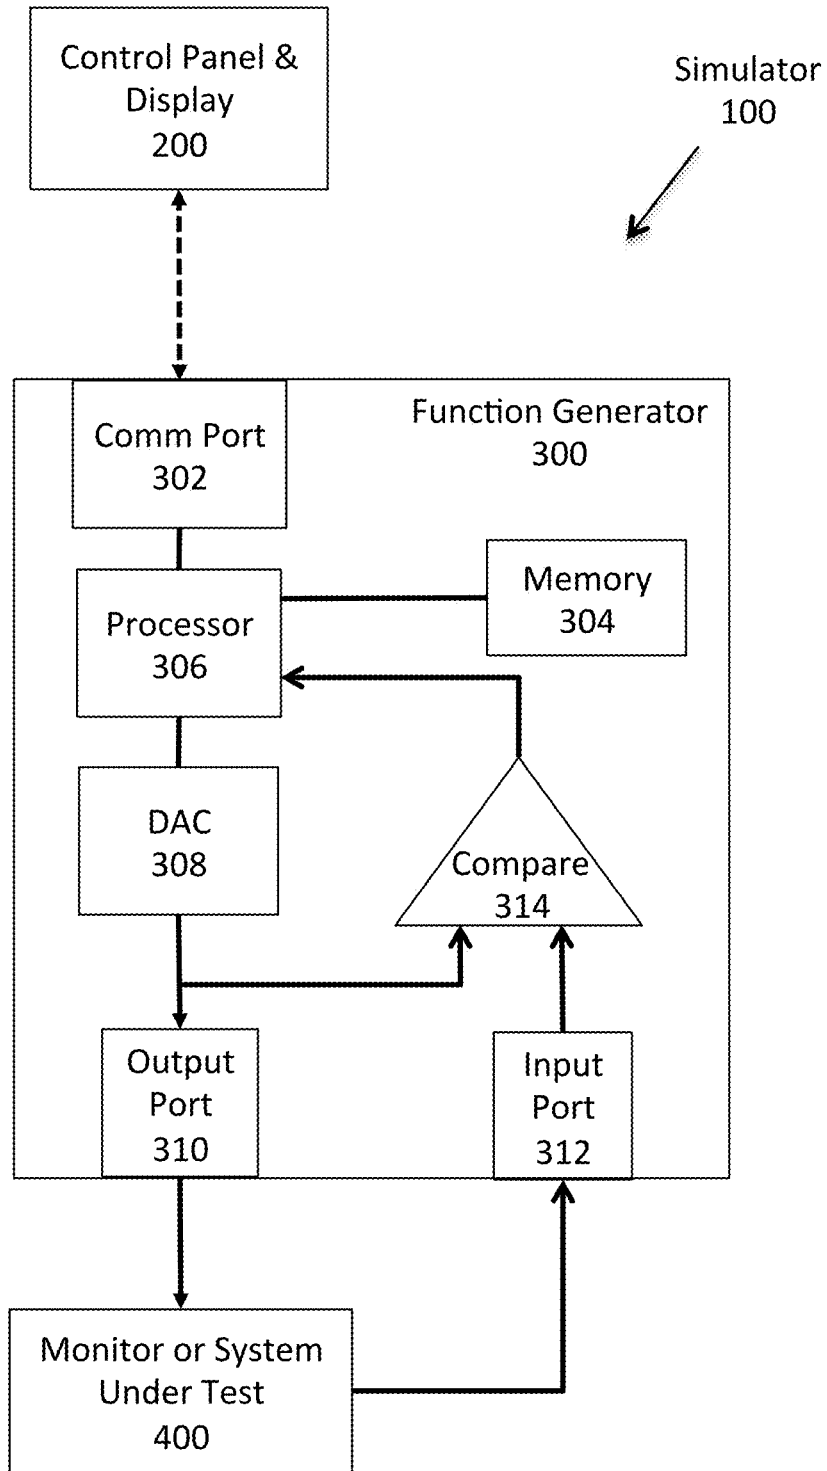 Control Panel &
Display
200
Simulator
100
Comm Port
302
Function Generator
300
Memory
304
Processor
306
DAC
308
Compare
314
Output
Port
310
Input
Port
312
Monitor or System
Under Test
400